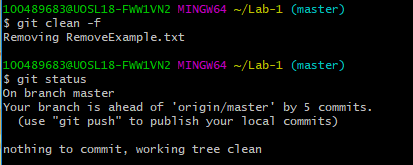 100489683@UOSL18-FWW1VN2 MINGW64 ~/Lab-1 (master)
$ git clean -f
Removing RemoveExample.txt
100489683@UOSL18-FWW1VN2 MINGW64 ~/Lab-1 (master)
$ git status
On branch master
Your branch is ahead of 'origin/master' by 5 commits.
  (use "git push" to publish your local commits)
nothing to commit, working tree clean